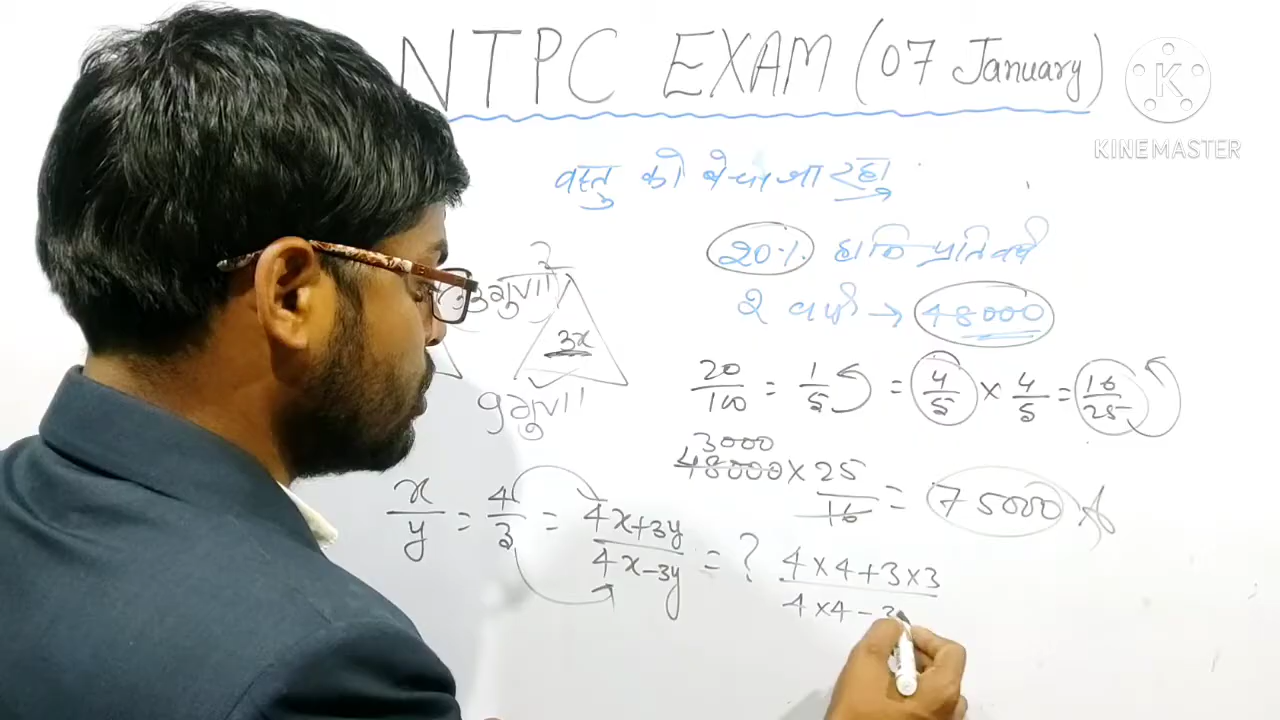 NTPC EXAM (07 January)
KINEMASTER
वस्तु को बेचा जा रहा
20% हानि प्रतिवर्ष
2 वर्ष → 48000
3गुणा
3x
9गुणा
20/100 = 1/5 = 4/5 × 4/5 = 16/25
3000
48000 × 25/16 = 75000
x/y = 4/3 = 4x+3y/4x-3y = ? 4×4+3×3/4×4-3